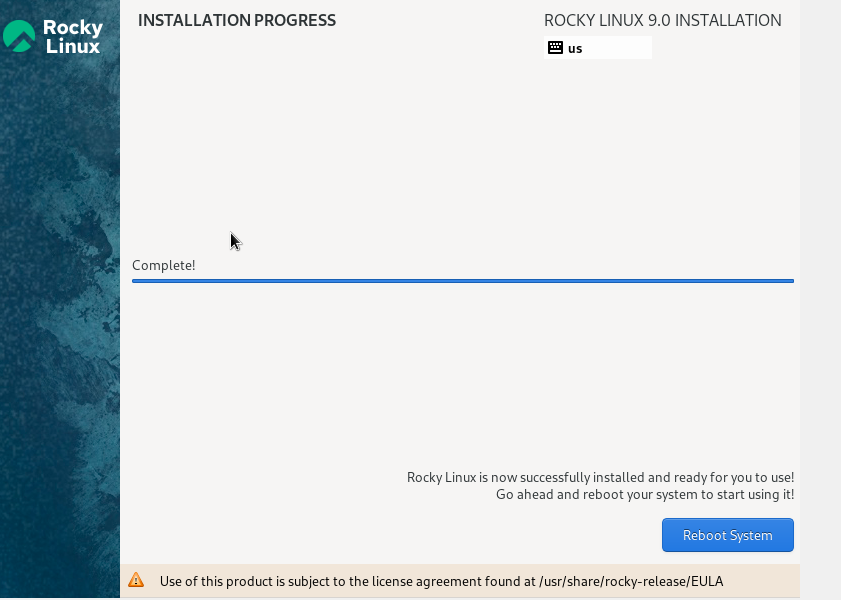 Rocky
Linux
INSTALLATION PROGRESS
ROCKY LINUX 9.0 INSTALLATION
us
Complete!
Rocky Linux is now successfully installed and ready for you to use!
Go ahead and reboot your system to start using it!
Reboot System
Use of this product is subject to the license agreement found at /usr/share/rocky-release/EULA